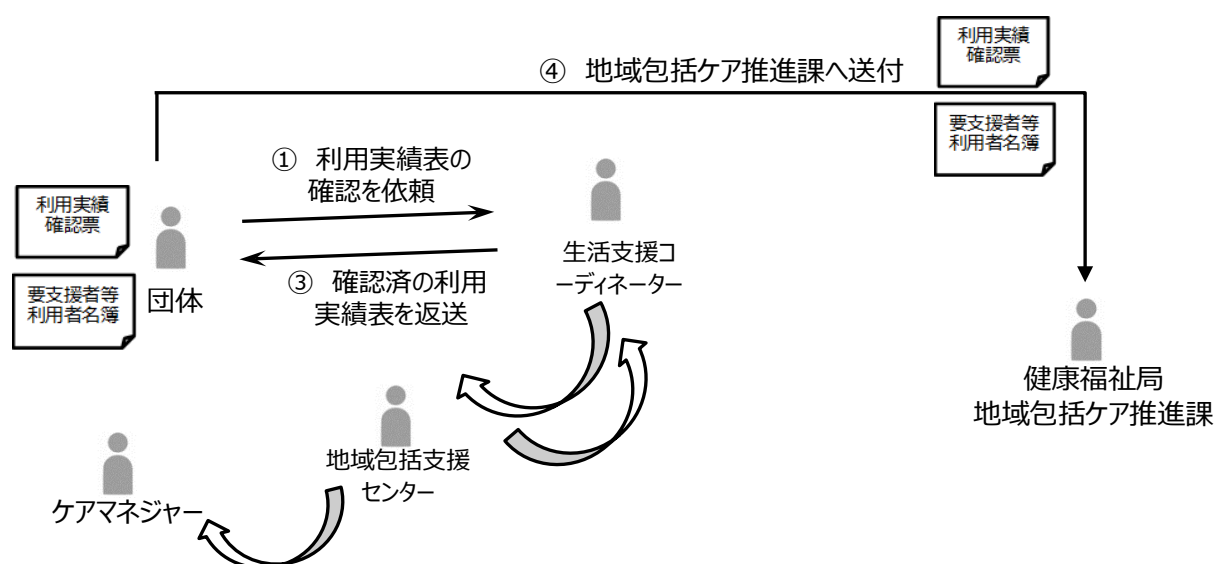 利用実績
確認票
④ 地域包括ケア推進課へ送付
要支援者等
利用者名簿
① 利用実績表の
確認を依頼
利用実績
確認票
生活支援コ
ーディネーター
③ 確認済の利用
実績表を返送
要支援者等
利用者名簿
団体
健康福祉局
地域包括ケア推進課
地域包括支援
センター
ケアマネジャー